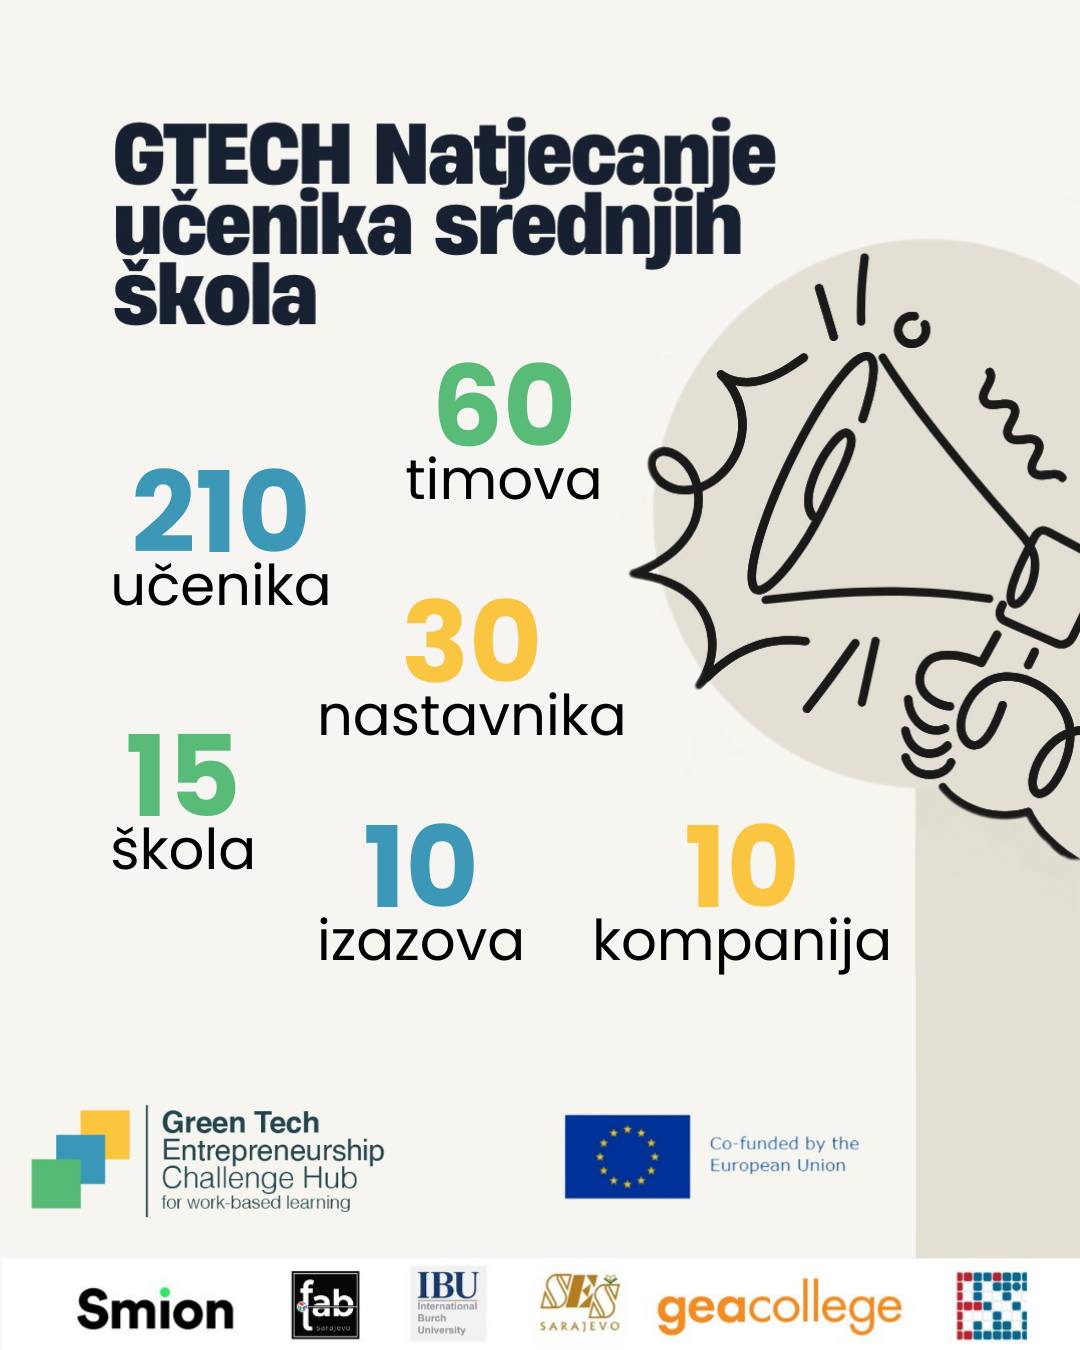 GTECH Natjecanje
učenika srednjih
škola
60
timova
210
učenika
30
nastavnika
15
škola
10
izazova
10
kompanija
Green Tech
Entrepreneurship
Challenge Hub
for work-based learning
Co-funded by the
European Union
Smion
fab
sarajevo
IBU
International
Burch
University
SEŠ
SARAJEVO
geacollege